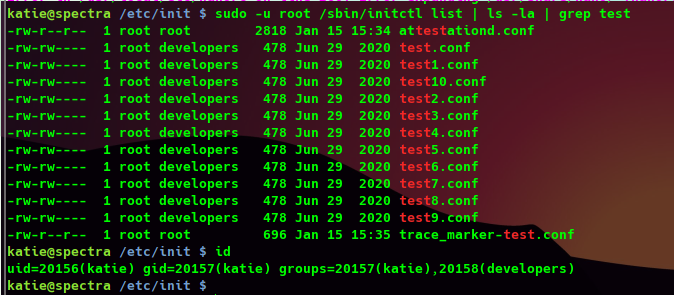 katie@spectra /etc/init $ sudo -u root /sbin/initctl list | ls -la | grep test
-rw-r--r-- 1 root root 2818 Jan 15 15:34 attestationd.conf
-rw-rw---- 1 root developers 478 Jun 29 2020 test.conf
-rw-rw---- 1 root developers 478 Jun 29 2020 test1.conf
-rw-rw---- 1 root developers 478 Jun 29 2020 test10.conf
-rw-rw---- 1 root developers 478 Jun 29 2020 test2.conf
-rw-rw---- 1 root developers 478 Jun 29 2020 test3.conf
-rw-rw---- 1 root developers 478 Jun 29 2020 test4.conf
-rw-rw---- 1 root developers 478 Jun 29 2020 test5.conf
-rw-rw---- 1 root developers 478 Jun 29 2020 test6.conf
-rw-rw---- 1 root developers 478 Jun 29 2020 test7.conf
-rw-rw---- 1 root developers 478 Jun 29 2020 test8.conf
-rw-rw---- 1 root developers 478 Jun 29 2020 test9.conf
-rw-r--r-- 1 root root 696 Jan 15 15:35 trace_marker-test.conf
katie@spectra /etc/init $ id
uid=20156(katie) gid=20157(katie) groups=20157(katie),20158(developers)
katie@spectra /etc/init $